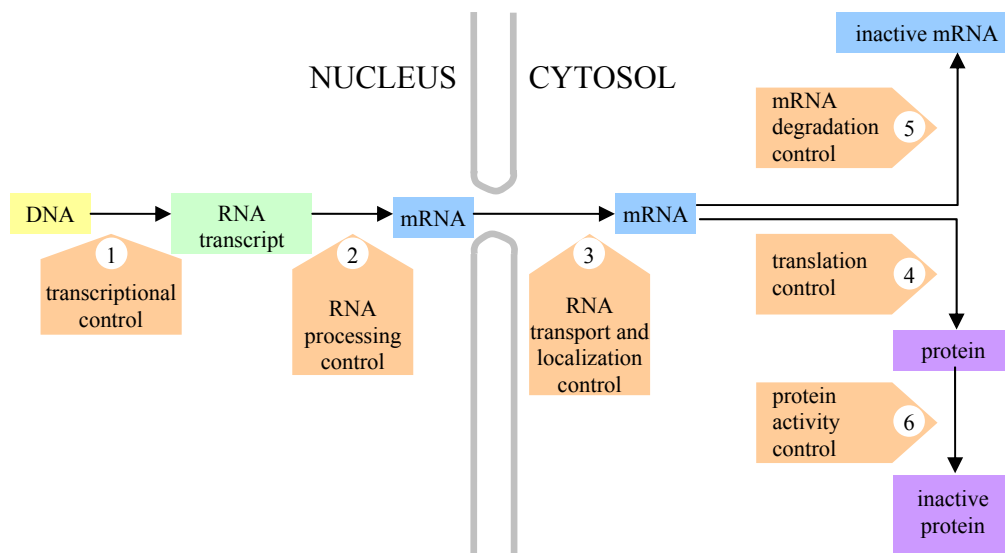 inactive mRNA
NUCLEUS
CYTOSOL
mRNA
degradation
control
5
DNA
RNA
transcript
mRNA
mRNA
1
transcriptional
control
2
RNA
processing
control
3
RNA
transport and
localization
control
translation
control
4
protein
protein
activity
control
6
inactive
protein